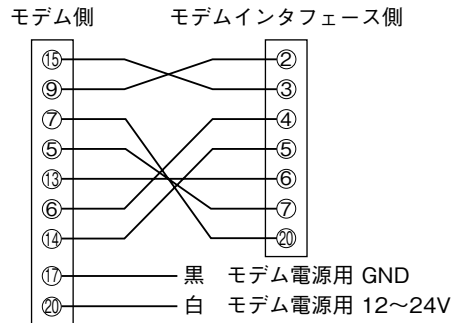 モデム側 モデムインタフェース側
⑮ ②
⑨ ③
⑦ ④
⑤ ⑤
⑬ ⑥
⑥ ⑦
⑭ ⑳
⑰ 黒 モデム電源用 GND
⑳ 白 モデム電源用 12～24V